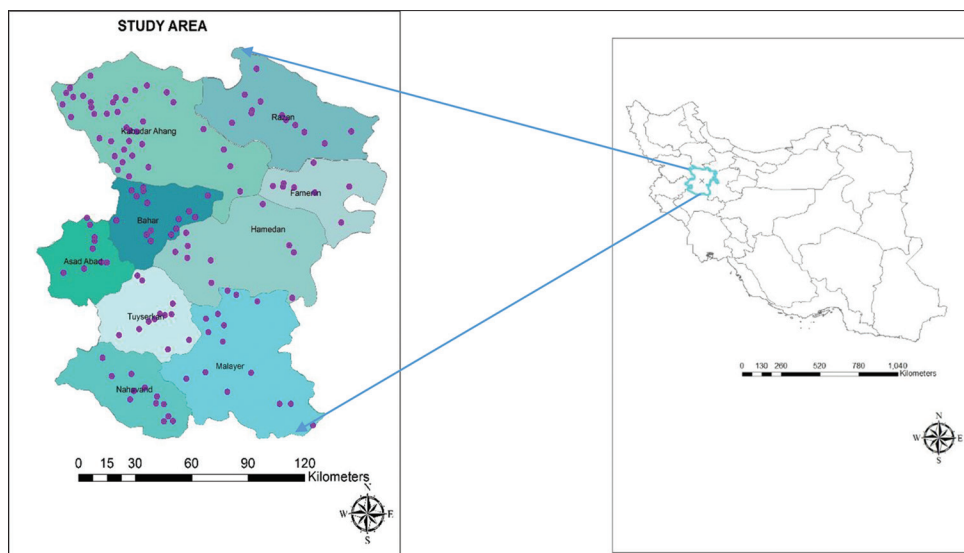 STUDY AREA
Razan
Kabudar Ahang
Famenin
Bahar
Hamedan
Asad Abad
Tuyserkan
Malayer
Nahavand
0 15 30 60 90 120
Kilometers
N
W E
S
0 130 260 520 780 1,040
Kilometers
N
W E
S